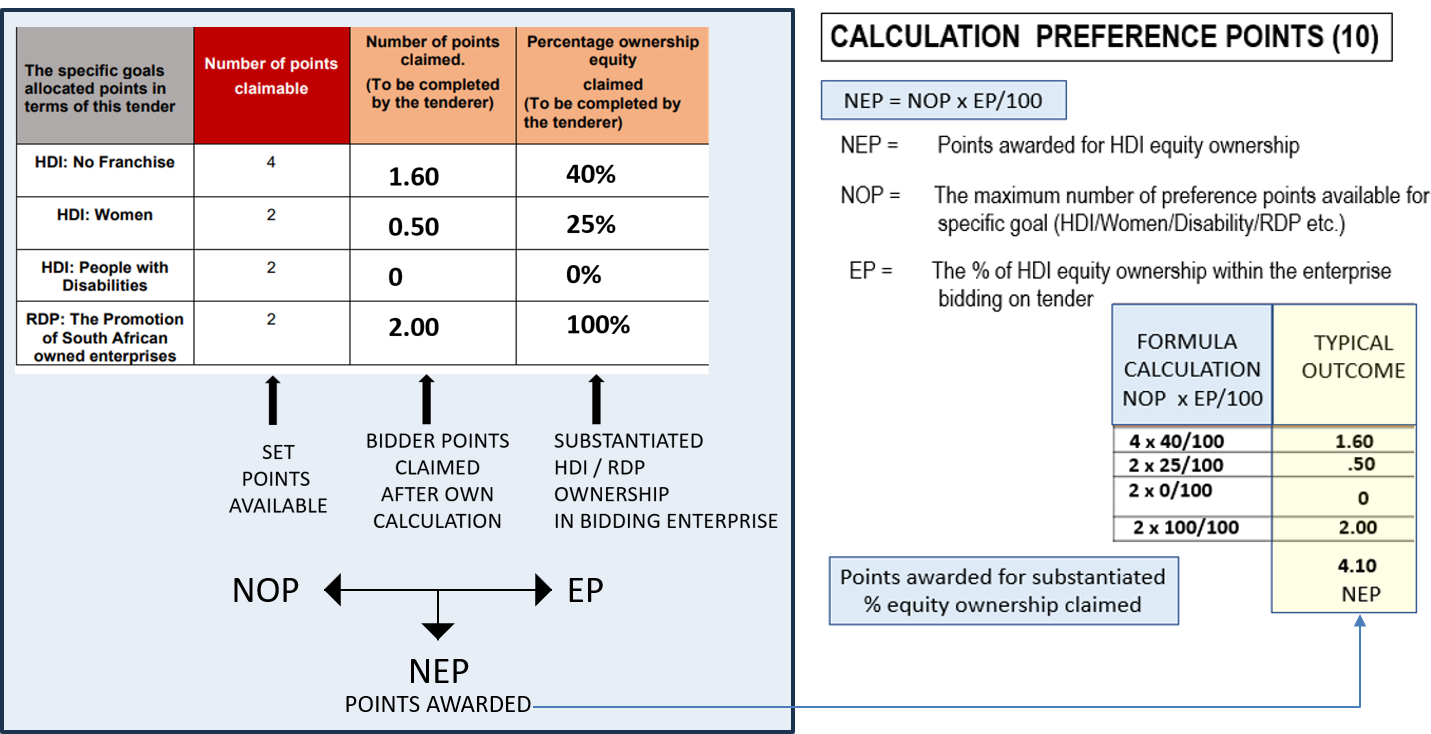 The specific goals
allocated points in
terms of this tender
Number of points
claimable
Number of points
claimed.
(To be completed
by the tenderer)
Percentage ownership
equity
claimed
(To be completed by
the tenderer)
HDI: No Franchise
4
1.60
40%
HDI: Women
2
0.50
25%
HDI: People with
Disabilities
2
0
0%
RDP: The Promotion
of South African
owned enterprises
2
2.00
100%
SET
POINTS
AVAILABLE
BIDDER POINTS
CLAIMED
AFTER OWN
CALCULATION
SUBSTANTIATED
HDI / RDP
OWNERSHIP
IN BIDDING ENTERPRISE
NOP
EP
NEP
POINTS AWARDED
CALCULATION PREFERENCE POINTS (10)
NEP = NOP x EP/100
NEP = Points awarded for HDI equity ownership
NOP = The maximum number of preference points available for
specific goal (HDI/Women/Disability/RDP etc.)
EP = The % of HDI equity ownership within the enterprise
bidding on tender
FORMULA
CALCULATION
NOP x EP/100
TYPICAL
OUTCOME
4 x 40/100 1.60
2 x 25/100 .50
2 x 0/100 0
2 x 100/100 2.00
4.10
NEP
Points awarded for substantiated
% equity ownership claimed